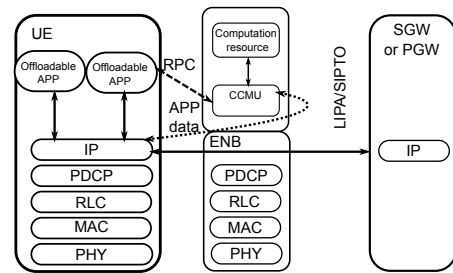 UE
Offloadable
APP
Offloadable
APP
IP
PDCP
RLC
MAC
PHY
RPC
APP
data
Computation
resource
CCMU
ENB
PDCP
RLC
MAC
PHY
LIPA/SIPTO
SGW
or PGW
IP